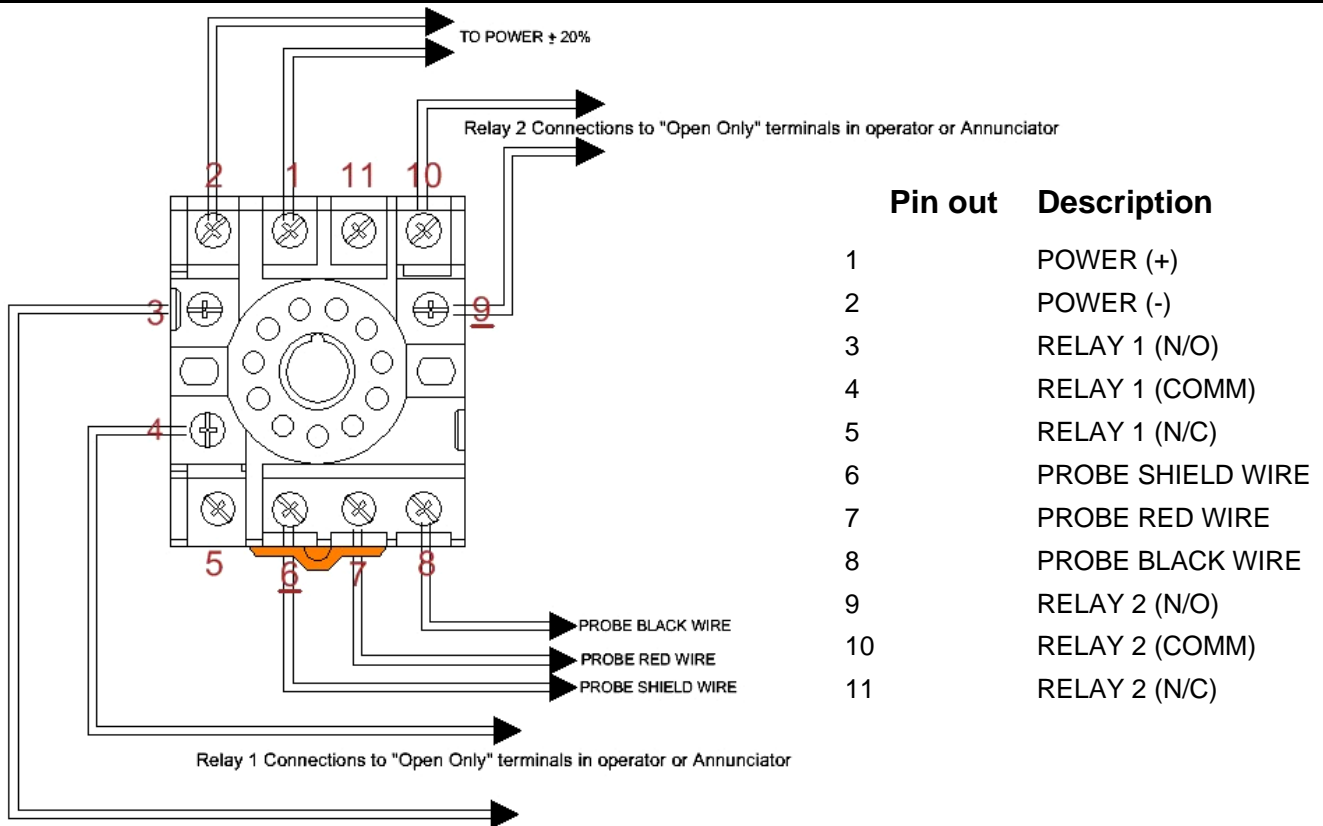 TO POWER ± 20%
Relay 2 Connections to "Open Only" terminals in operator or Annunciator
2
1
11
10
3
9
4
5
6
7
8
PROBE BLACK WIRE
PROBE RED WIRE
PROBE SHIELD WIRE
Relay 1 Connections to "Open Only" terminals in operator or Annunciator
Pin out Description
1 POWER (+)
2 POWER (-)
3 RELAY 1 (N/O)
4 RELAY 1 (COMM)
5 RELAY 1 (N/C)
6 PROBE SHIELD WIRE
7 PROBE RED WIRE
8 PROBE BLACK WIRE
9 RELAY 2 (N/O)
10 RELAY 2 (COMM)
11 RELAY 2 (N/C)